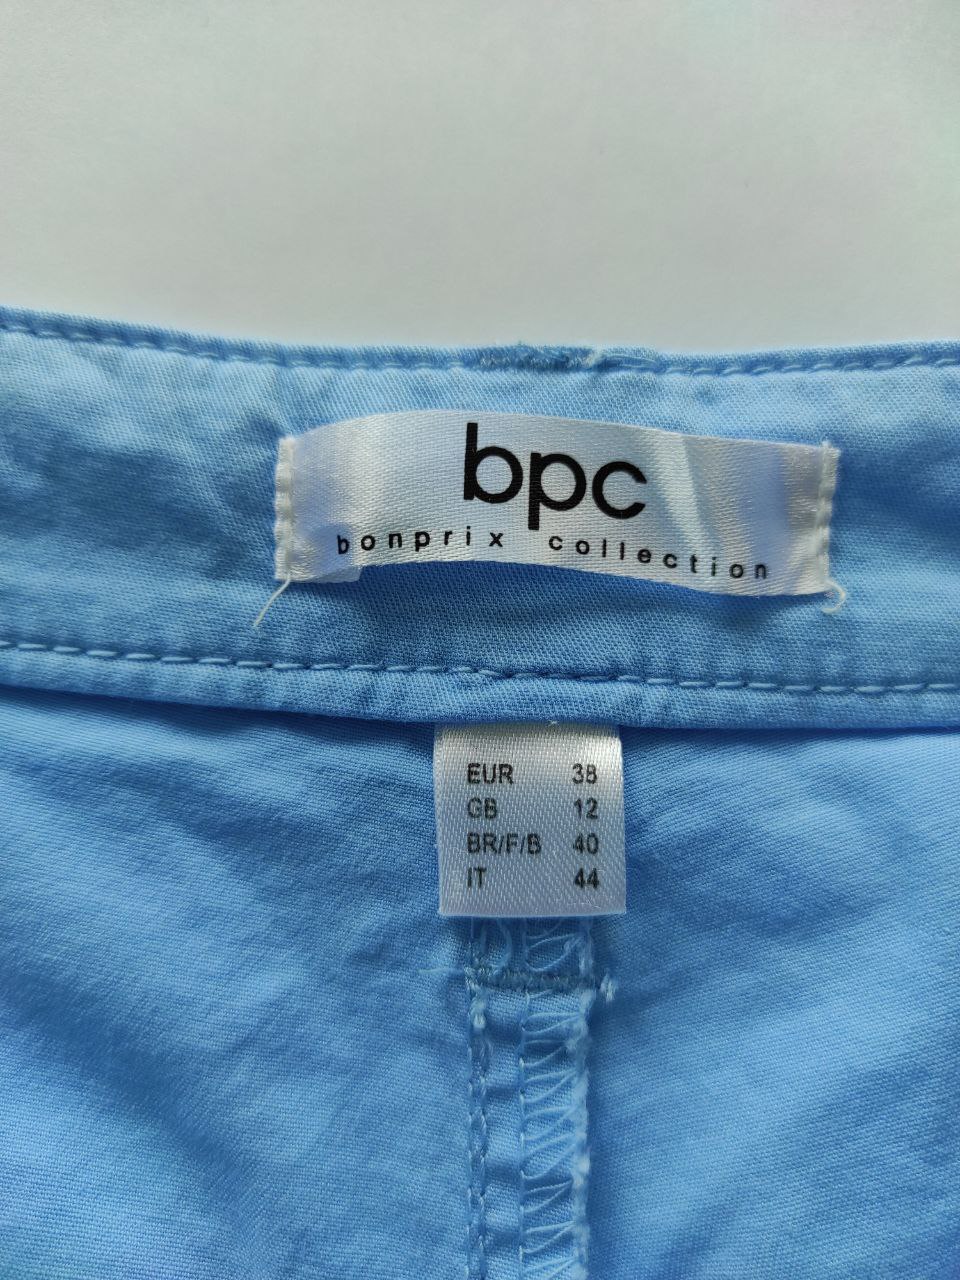 bpc
bonprix collection
EUR 38
GB 12
BR/F/B 40
IT 44